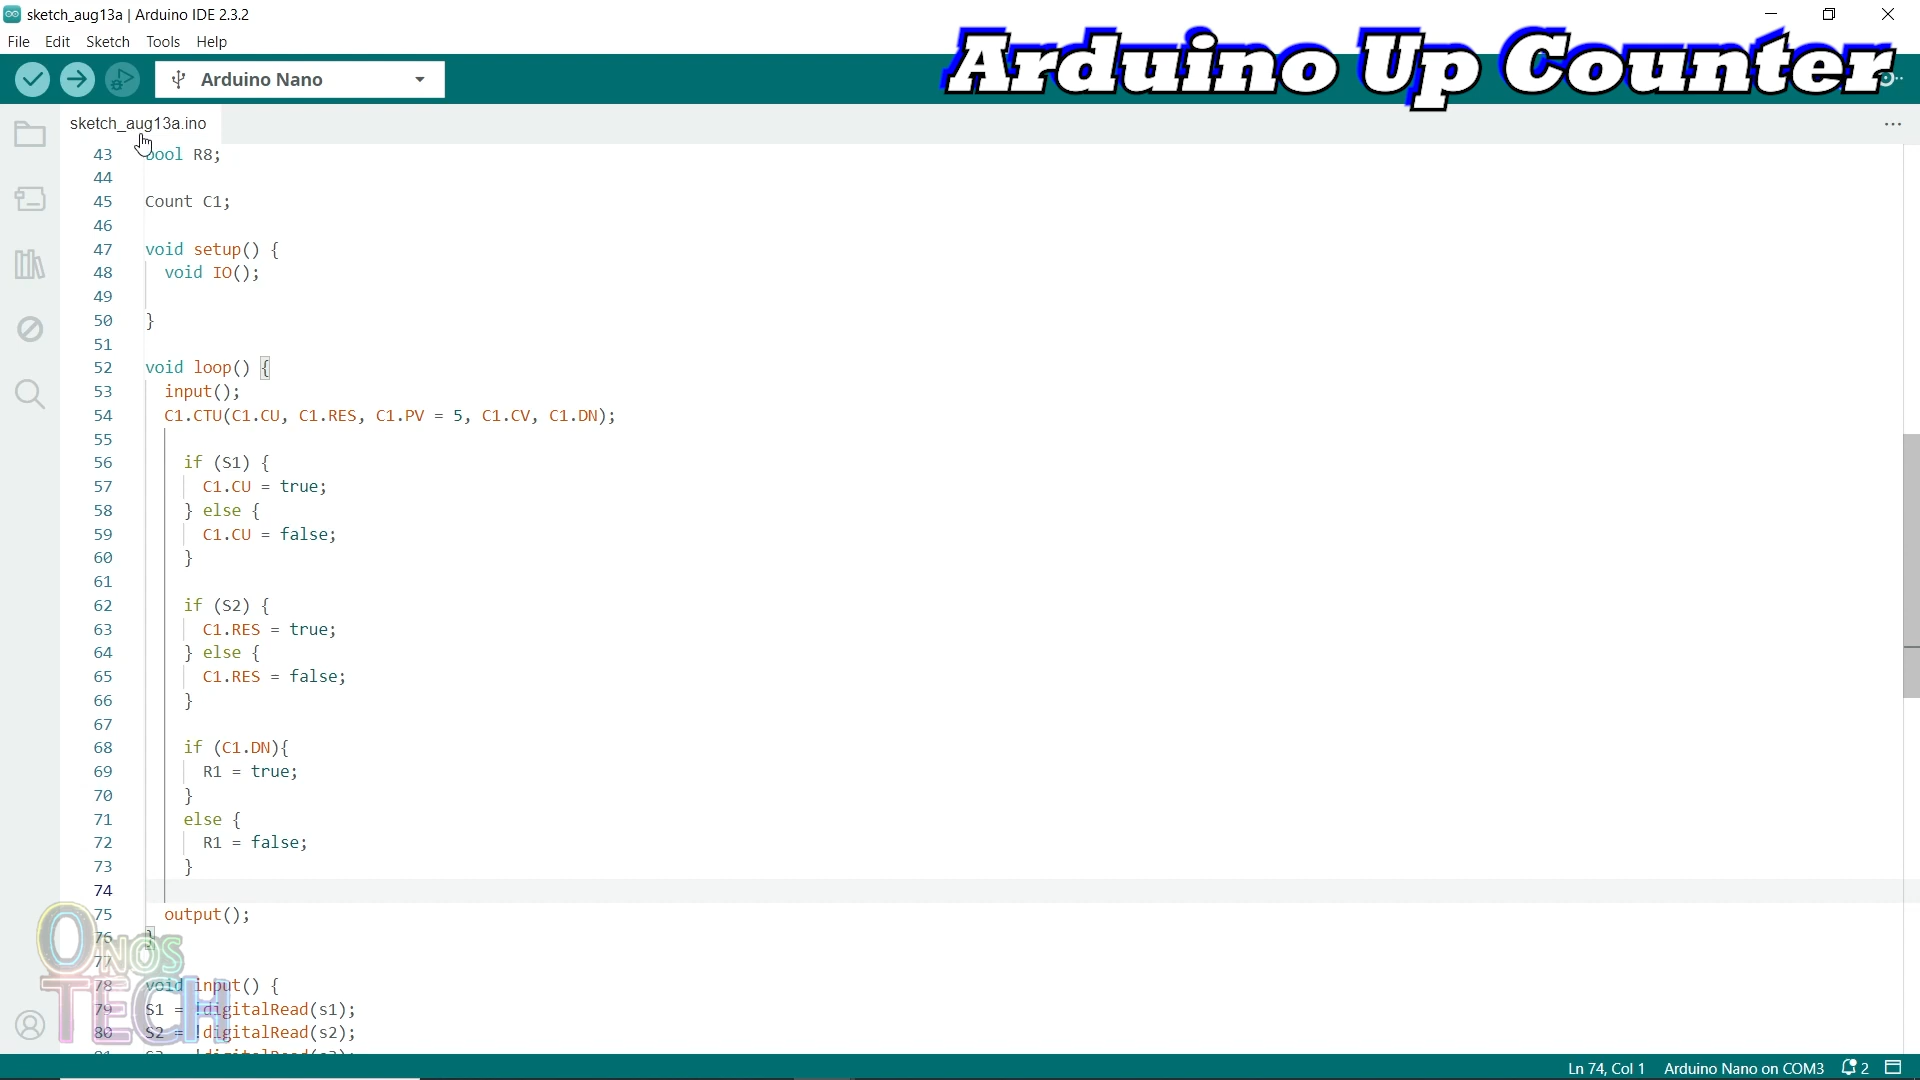 sketch_aug13a | Arduino IDE 2.3.2
File Edit Sketch Tools Help
Arduino Nano
Arduino Up Counter
sketch_aug13a.ino
43 bool R8;
44
45 Count C1;
46
47 void setup() {
48 void IO();
49
50 }
51
52 void loop() {
53 input();
54 C1.CTU(C1.CU, C1.RES, C1.PV = 5, C1.CV, C1.DN);
55
56 if (S1) {
57 C1.CU = true;
58 } else {
59 C1.CU = false;
60 }
61
62 if (S2) {
63 C1.RES = true;
64 } else {
65 C1.RES = false;
66 }
67
68 if (C1.DN){
69 R1 = true;
70 }
71 else {
72 R1 = false;
73 }
74
75 output();
76 }
77
78 void input() {
79 S1 = !digitalRead(s1);
80 S2 = !digitalRead(s2);
ONOS
TECH
Ln 74, Col 1 Arduino Nano on COM3 2